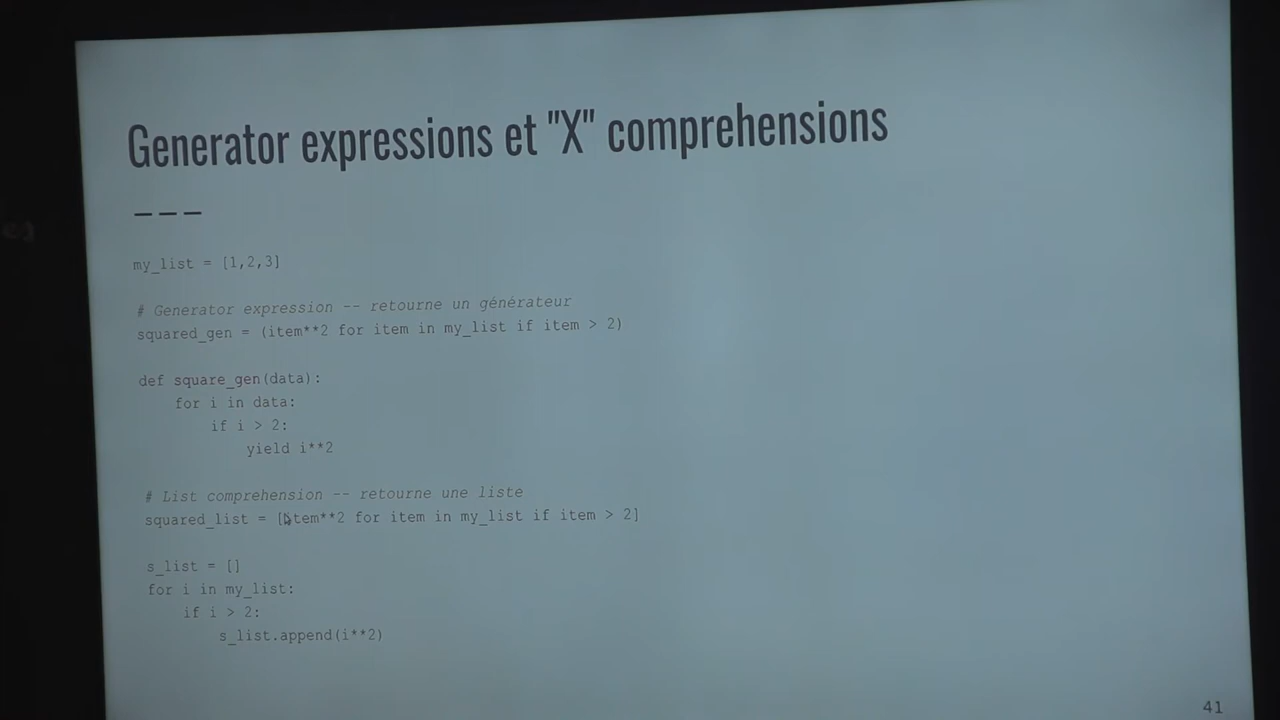 Generator expressions et "X" comprehensions
---
my_list = [1,2,3]
# Generator expression -- retourne un générateur
squared_gen = (item**2 for item in my_list if item > 2)
def square_gen(data):
    for i in data:
        if i > 2:
            yield i**2
# List comprehension -- retourne une liste
squared_list = [item**2 for item in my_list if item > 2]
s_list = []
for i in my_list:
    if i > 2:
        s_list.append(i**2)
41